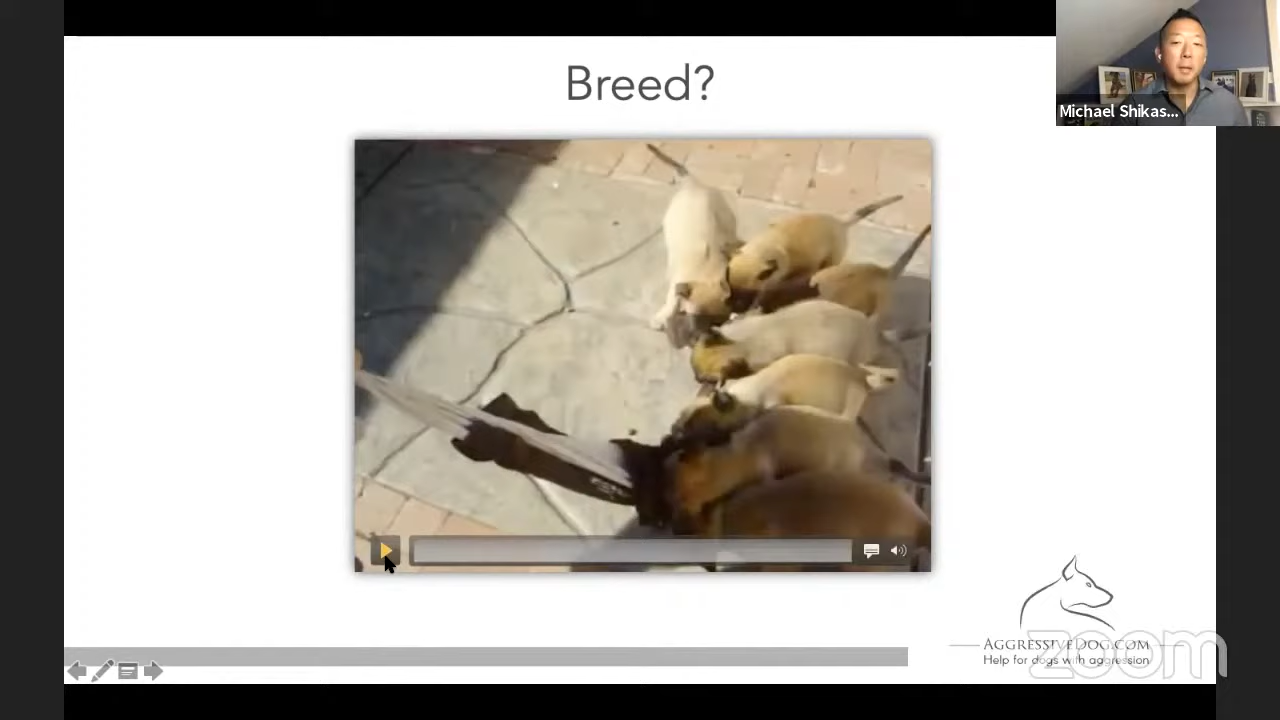 Breed?
Michael Shikas...
AGGRESSIVEDOG.COM
Help for dogs with aggression
zoom